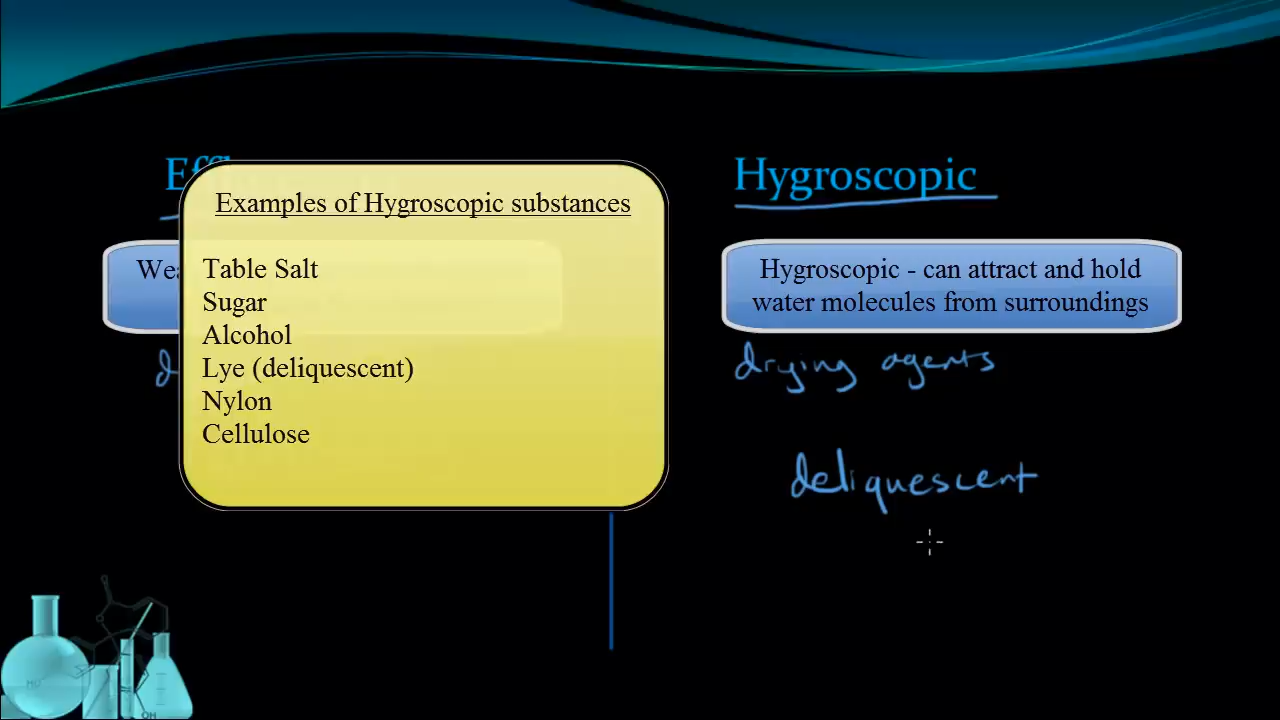 Hygroscopic
Examples of Hygroscopic substances
Table Salt
Sugar
Alcohol
Lye (deliquescent)
Nylon
Cellulose
Hygroscopic - can attract and hold
water molecules from surroundings
drying agents
deliquescent
OH